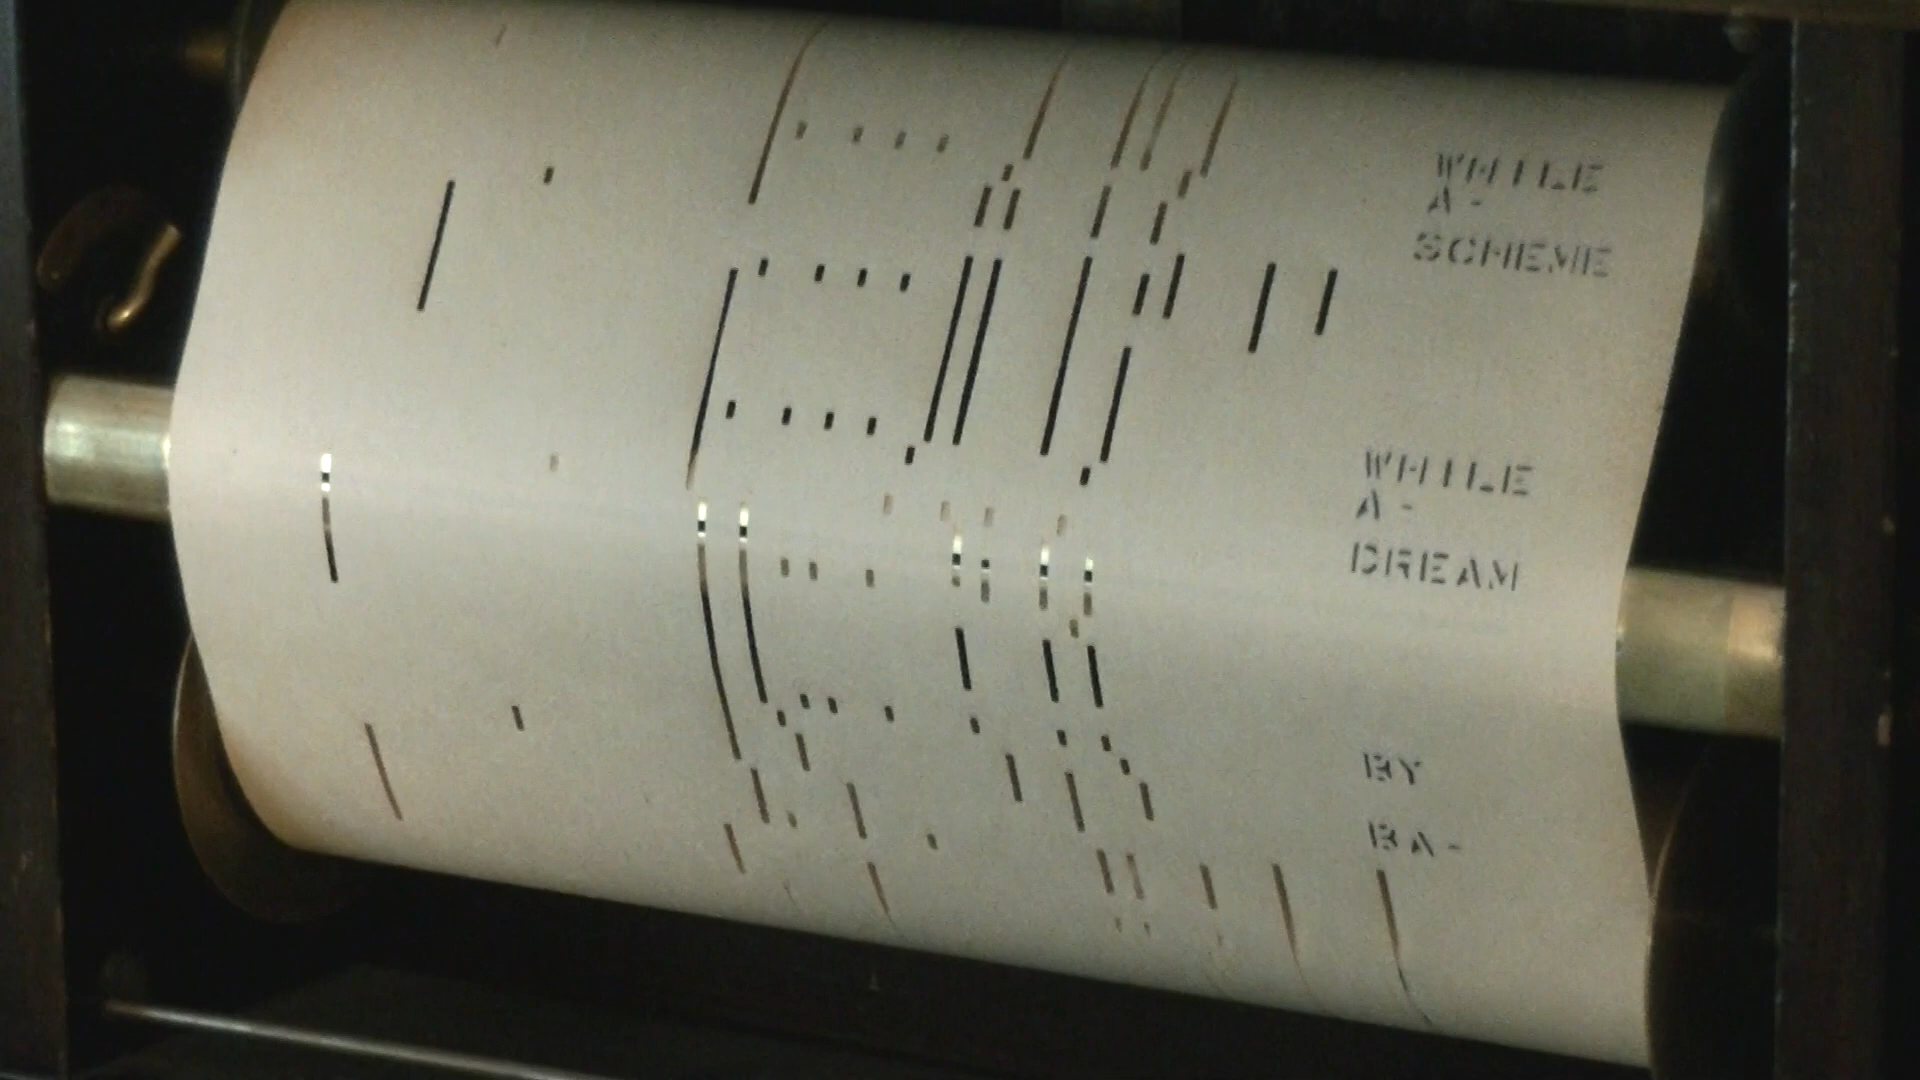 WHILE
A-
SCHEME
WHILE
A-
DREAM
BY
BA-